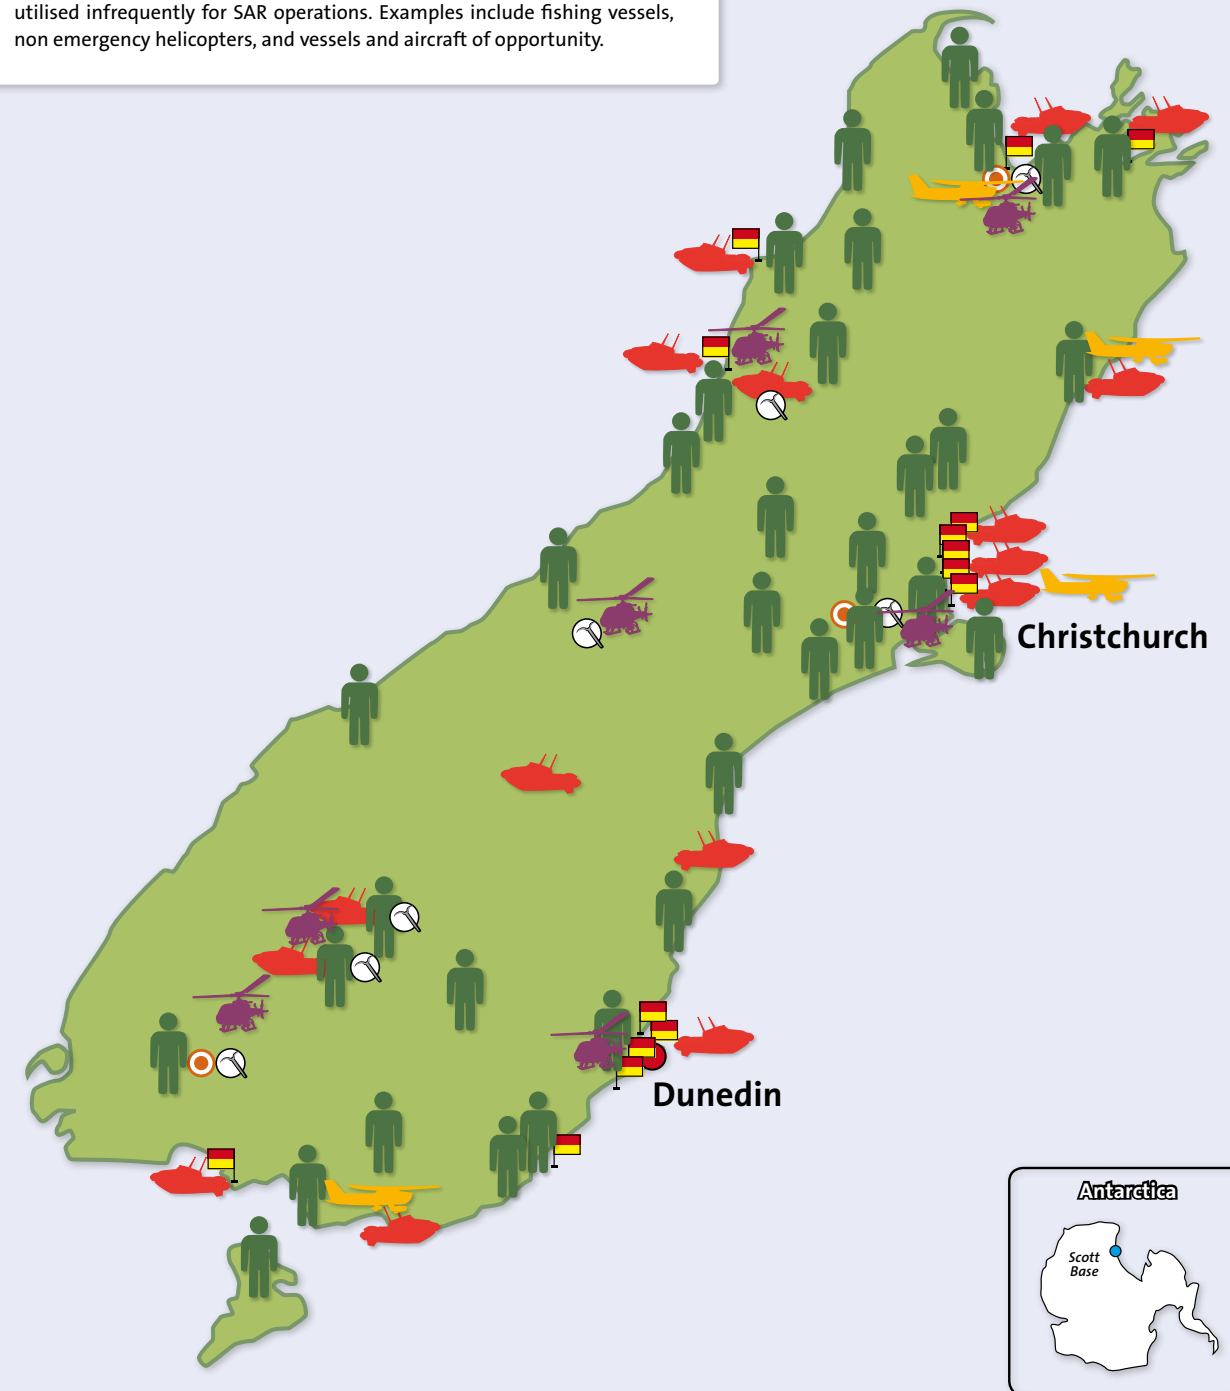 utilised infrequently for SAR operations. Examples include fishing vessels,
non emergency helicopters, and vessels and aircraft of opportunity.
Christchurch
Dunedin
Antarctica
Scott
Base